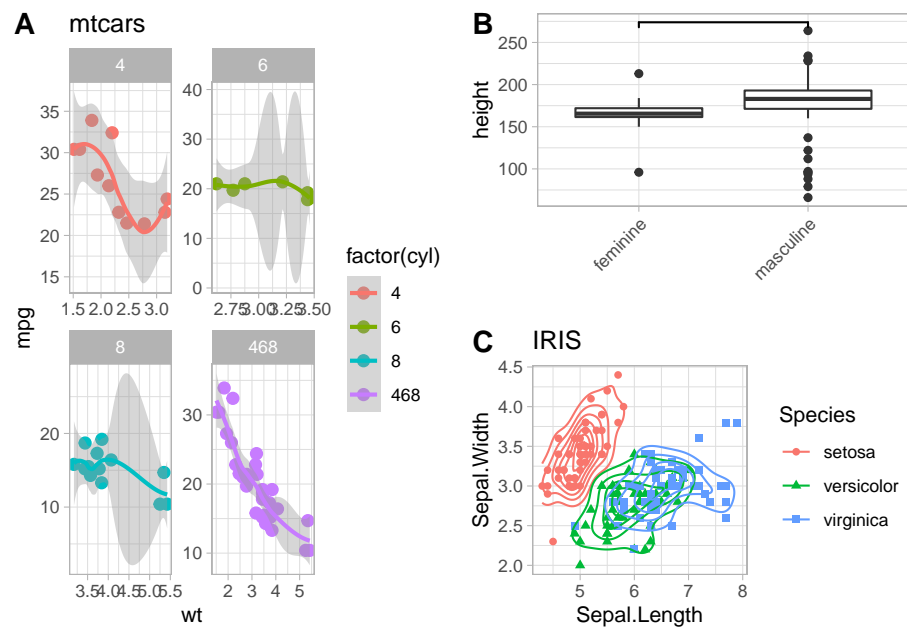 A mtcars
4 6
35
30
25
20
15
40
30
20
10
0
1.5 2.0 2.5 3.0
2.75 3.00 3.25 3.50
8 468
20
10
30
20
10
3.5 4.0 4.5 5.0 5.5
2 3 4 5
wt
mpg
factor(cyl)
4
6
8
468
B
250
200
150
100
height
feminine
masculine
C IRIS
4.5
4.0
3.5
3.0
2.5
2.0
Sepal.Width
5 6 7 8
Sepal.Length
Species
setosa
versicolor
virginica